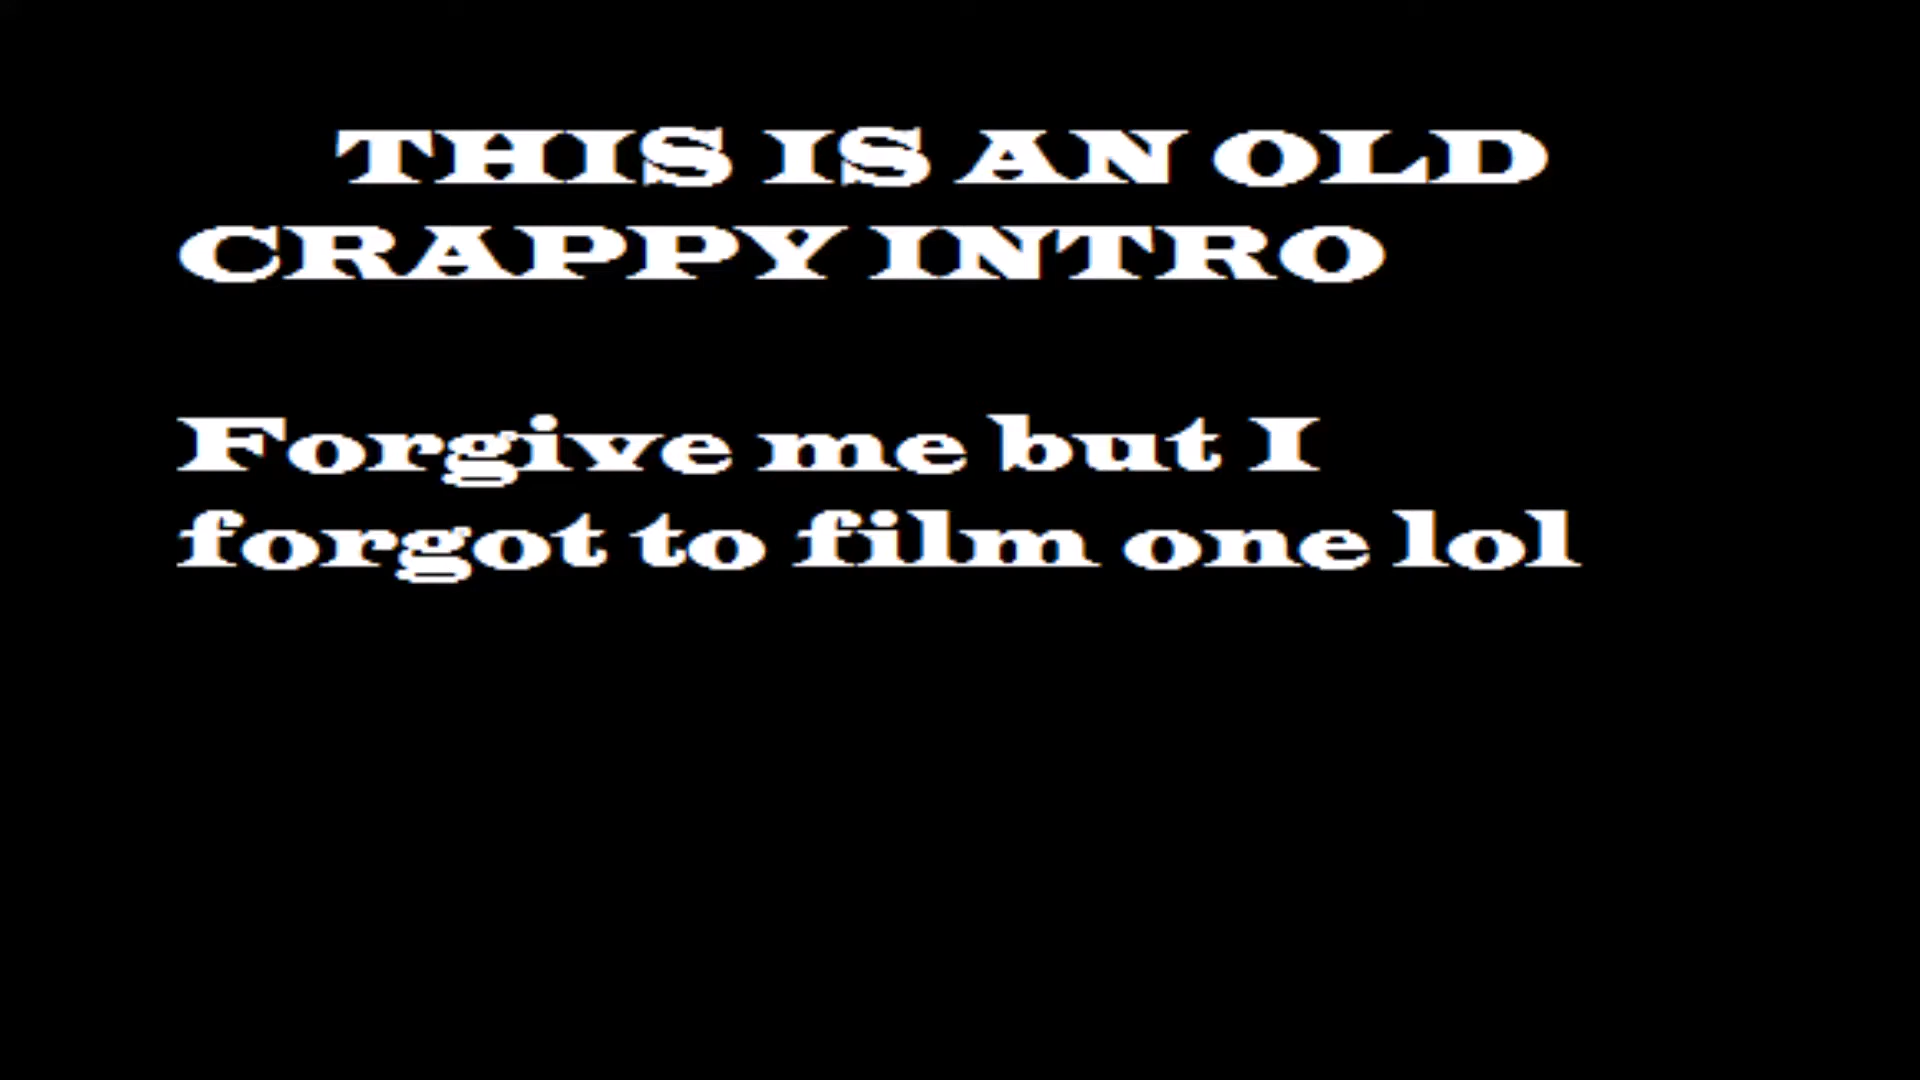 THIS IS AN OLD
CRAPPY INTRO
Forgive me but I
forgot to film one lol